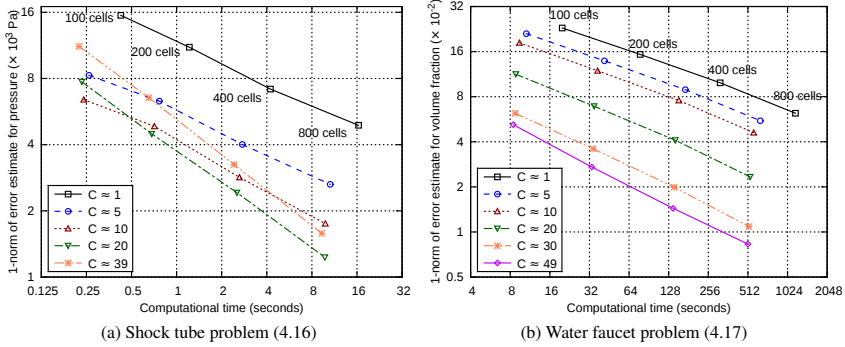 16
8
4
2
1
0.125
0.25
0.5
1
2
4
8
16
32
1-norm of error estimate for pressure (× 10³ Pa)
Computational time (seconds)
100 cells
200 cells
400 cells
800 cells
C ≈ 1
C ≈ 5
C ≈ 10
C ≈ 20
C ≈ 39
(a) Shock tube problem (4.16)
32
16
8
4
2
1
0.5
4
8
16
32
64
128
256
512
1024
2048
1-norm of error estimate for volume fraction (× 10⁻²)
Computational time (seconds)
100 cells
200 cells
400 cells
800 cells
C ≈ 1
C ≈ 5
C ≈ 10
C ≈ 20
C ≈ 30
C ≈ 49
(b) Water faucet problem (4.17)